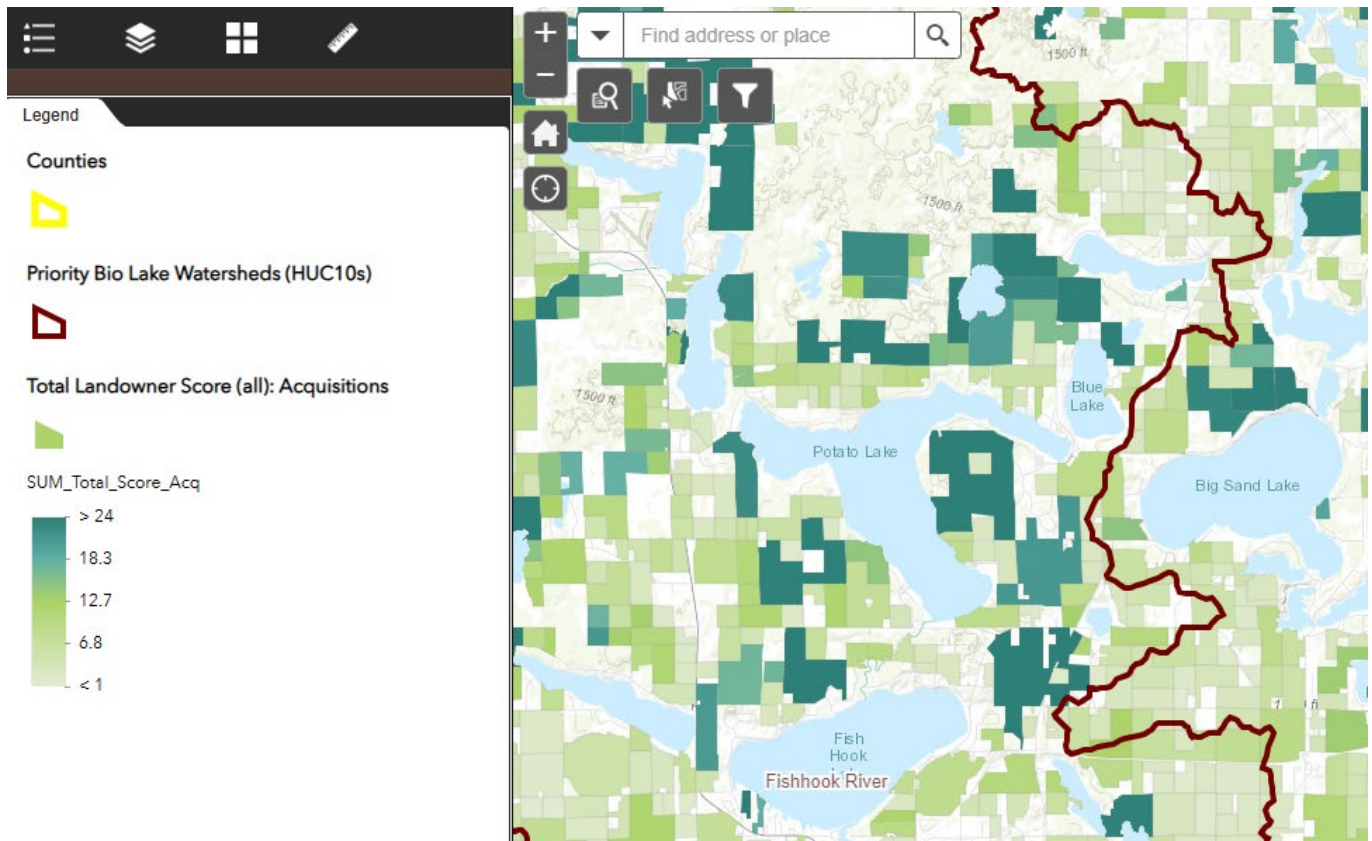 Find address or place
Legend
Counties
Priority Bio Lake Watersheds (HUC10s)
Total Landowner Score (all): Acquisitions
SUM_Total_Score_Acq
> 24
18.3
12.7
6.8
< 1
1500 ft
1500 ft
1500 ft
Blue
Lake
Potato Lake
Big Sand Lake
Fish
Hook
Fishhook River